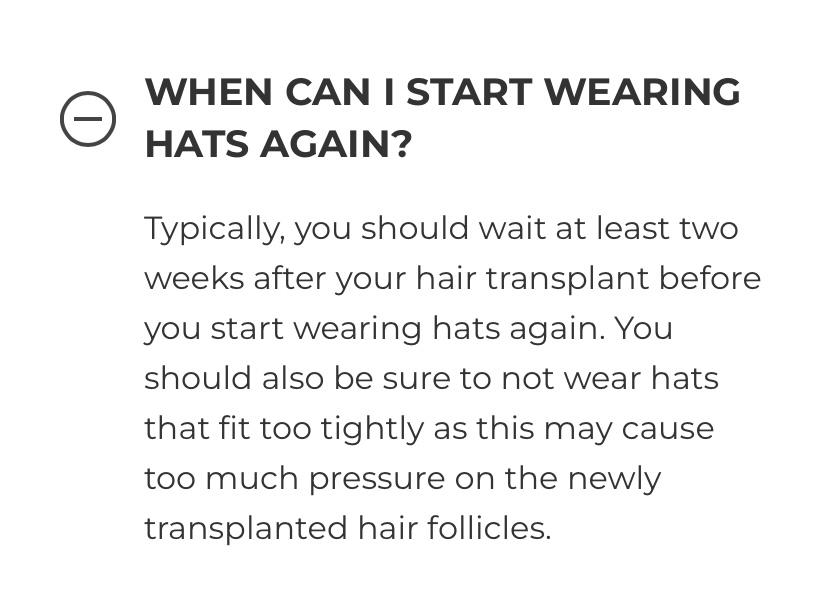 WHEN CAN I START WEARING
HATS AGAIN?
Typically, you should wait at least two
weeks after your hair transplant before
you start wearing hats again. You
should also be sure to not wear hats
that fit too tightly as this may cause
too much pressure on the newly
transplanted hair follicles.